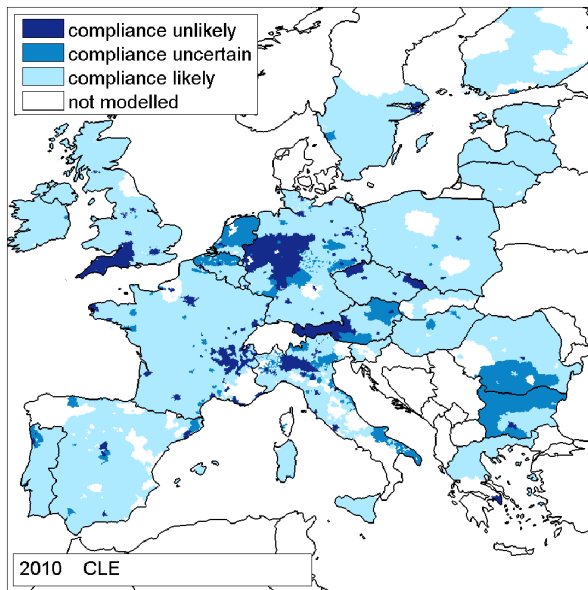 compliance unlikely
compliance uncertain
compliance likely
not modelled
2010 CLE